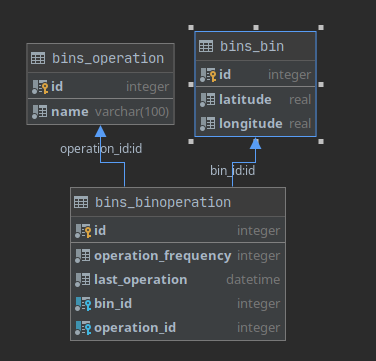 bins_operation
id integer
name varchar(100)
bins_bin
id integer
latitude real
longitude real
operation_id:id
bin_id:id
bins_binoperation
id integer
operation_frequency integer
last_operation datetime
bin_id integer
operation_id integer